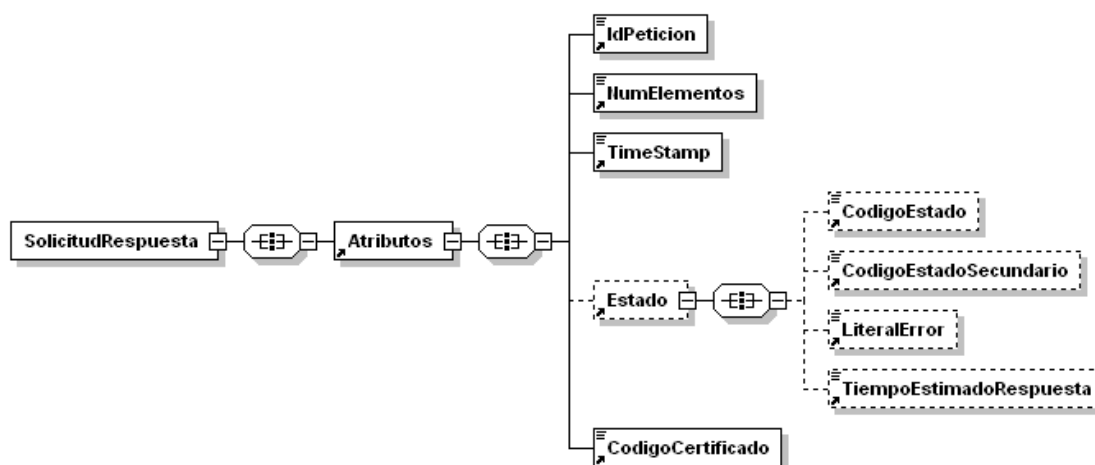 IdPeticion
NumElementos
TimeStamp
SolicitudRespuesta
Atributos
Estado
CodigoEstado
CodigoEstadoSecundario
LiteralError
TiempoEstimadoRespuesta
CodigoCertificado